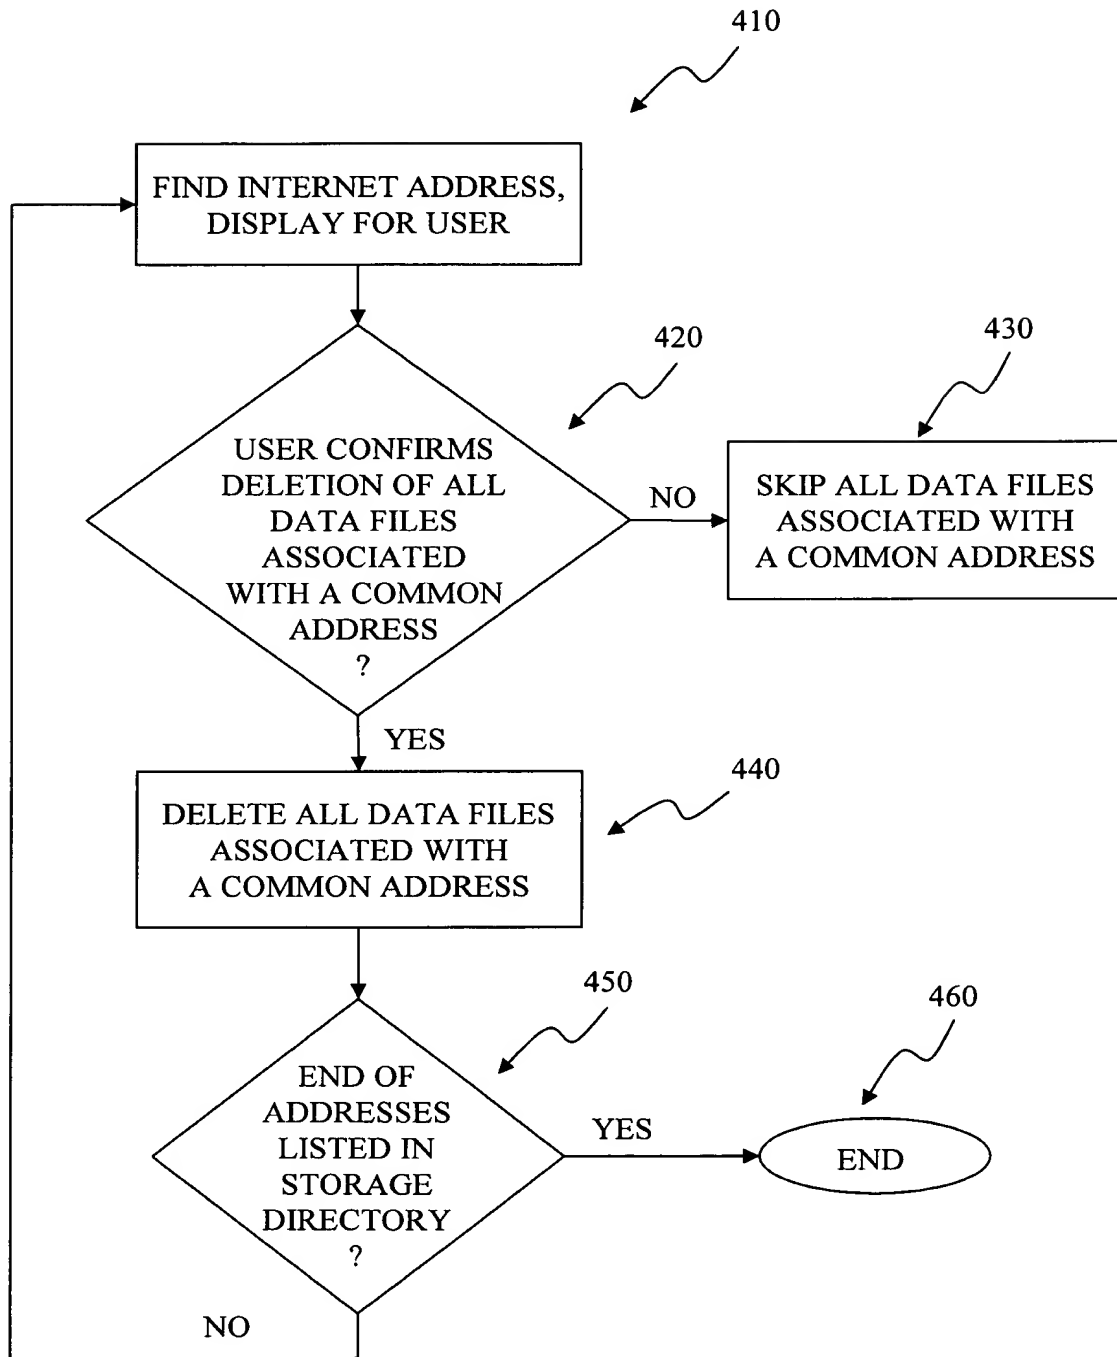 410
FIND INTERNET ADDRESS,
DISPLAY FOR USER
420
430
USER CONFIRMS
DELETION OF ALL
DATA FILES
ASSOCIATED
WITH A COMMON
ADDRESS
?
NO
SKIP ALL DATA FILES
ASSOCIATED WITH
A COMMON ADDRESS
YES
440
DELETE ALL DATA FILES
ASSOCIATED WITH
A COMMON ADDRESS
450
460
END OF
ADDRESSES
LISTED IN
STORAGE
DIRECTORY
?
YES
END
NO